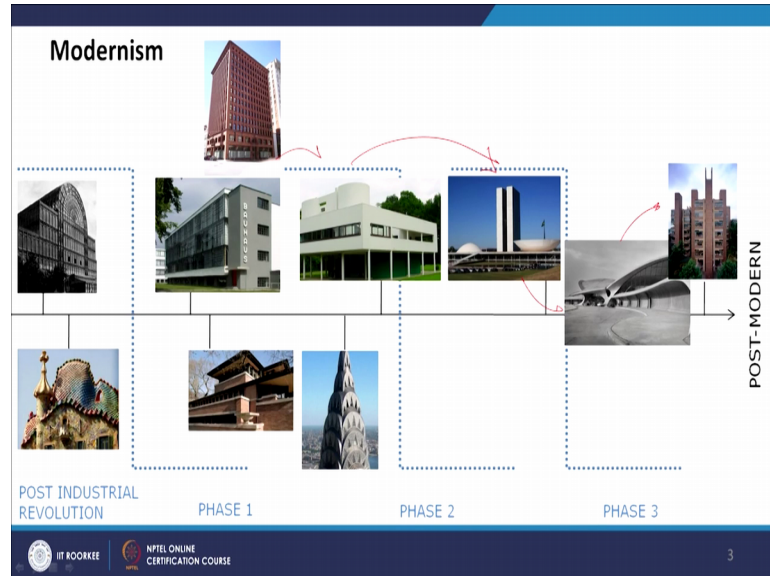 Modernism
BAUHAUS
POST-MODERN
POST INDUSTRIAL
REVOLUTION
PHASE 1
PHASE 2
PHASE 3
IIT ROORKEE
NPTEL ONLINE
CERTIFICATION COURSE
NPTEL
3